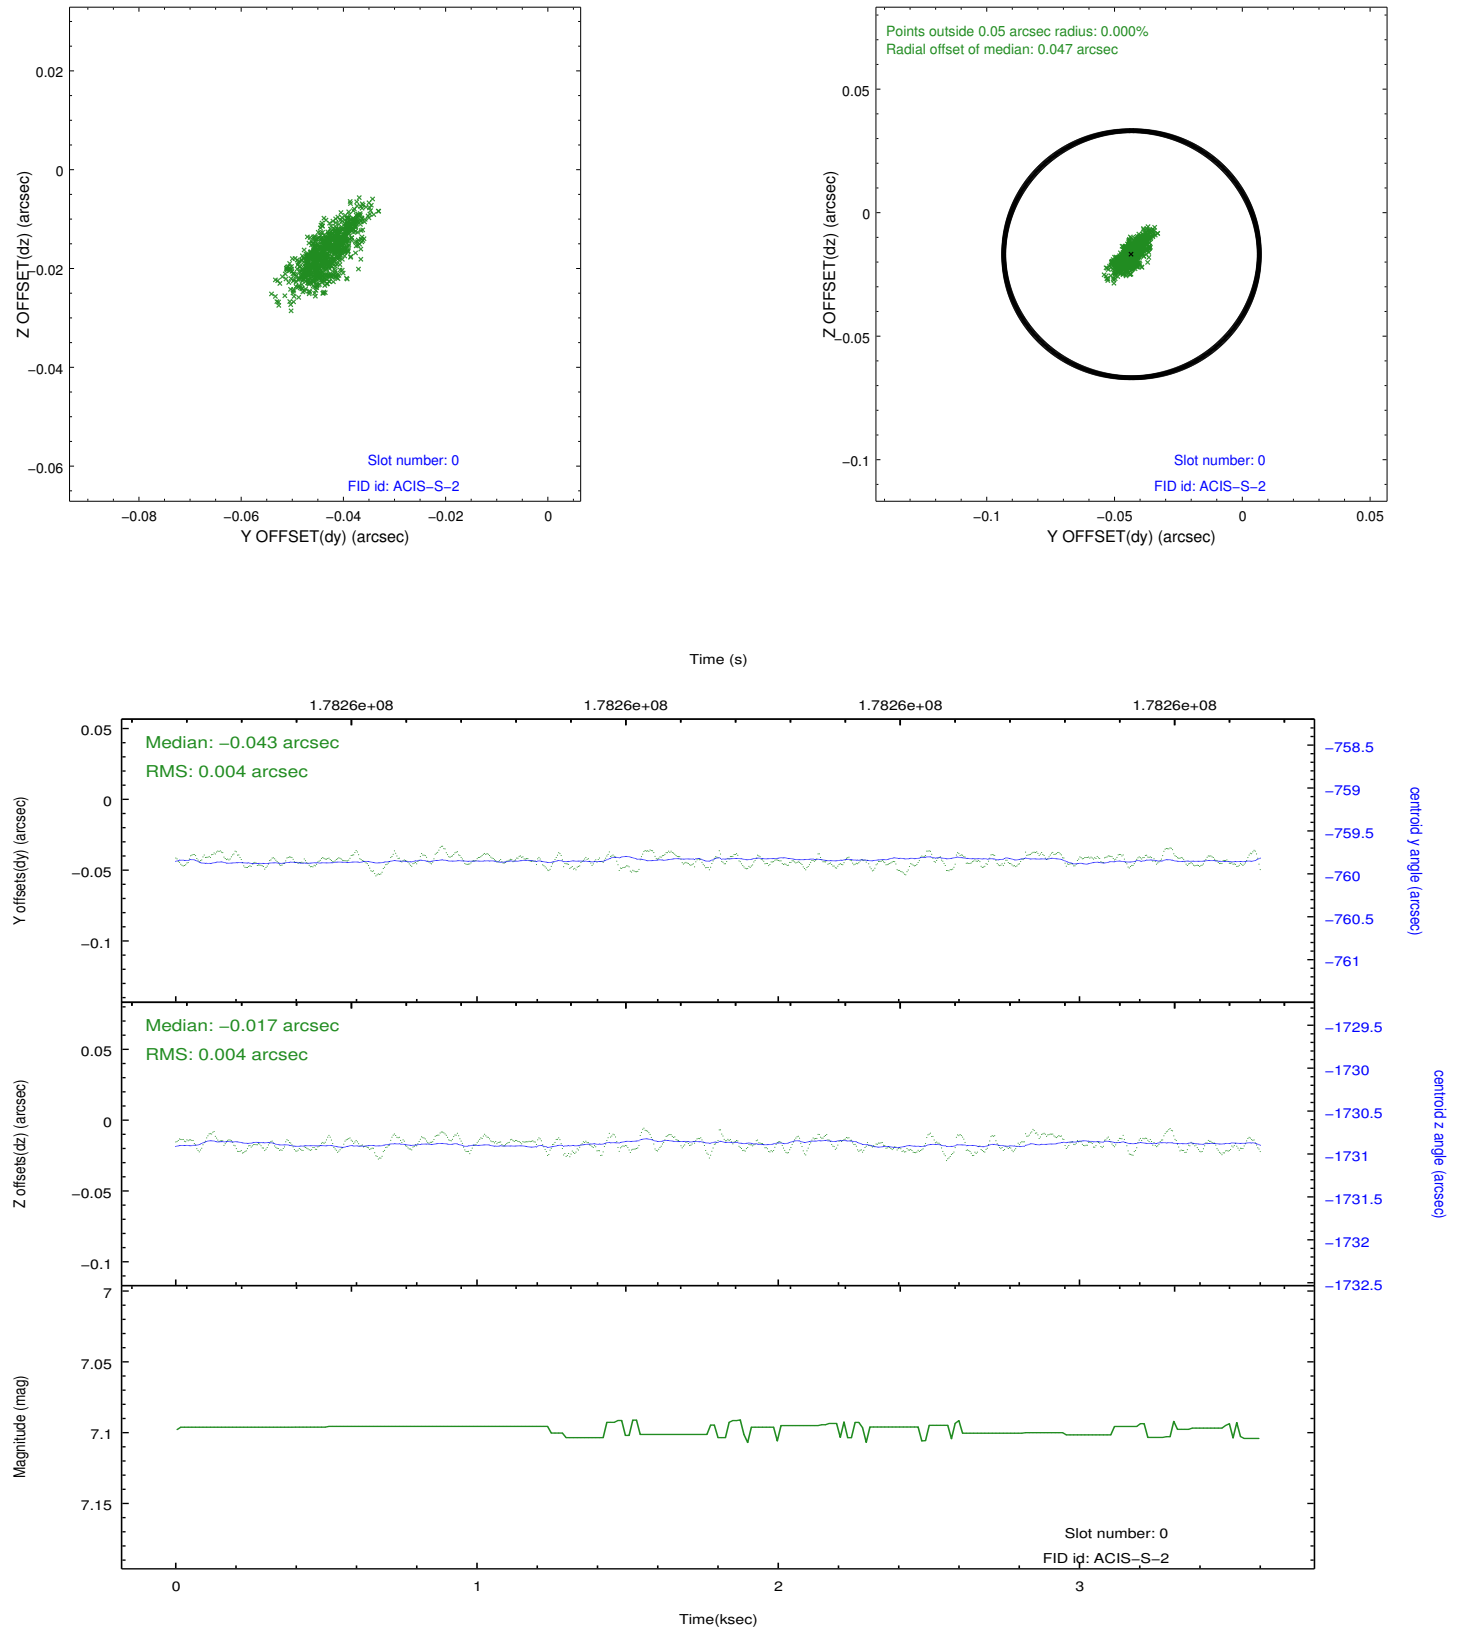 0.02
0
−0.02
−0.04
−0.06
Z OFFSET(dz) (arcsec)
Slot number: 0
FID id: ACIS−S−2
−0.08
−0.06
−0.04
−0.02
0
Y OFFSET(dy) (arcsec)
Points outside 0.05 arcsec radius: 0.000%
Radial offset of median: 0.047 arcsec
0.05
0
−0.05
−0.1
Z OFFSET(dz) (arcsec)
Slot number: 0
FID id: ACIS−S−2
−0.1
−0.05
0
0.05
Y OFFSET(dy) (arcsec)
Time (s)
1.7826e+08
1.7826e+08
1.7826e+08
1.7826e+08
Median: −0.043 arcsec
RMS: 0.004 arcsec
0.05
0
−0.05
−0.1
Y offsets(dy) (arcsec)
−758.5
−759
−759.5
−760
−760.5
−761
centroid y angle (arcsec)
Median: −0.017 arcsec
RMS: 0.004 arcsec
0.05
0
−0.05
−0.1
Z offsets(dz) (arcsec)
−1729.5
−1730
−1730.5
−1731
−1731.5
−1732
−1732.5
centroid z angle (arcsec)
7
7.05
7.1
7.15
Magnitude (mag)
Slot number: 0
FID id: ACIS−S−2
0
1
2
3
Time(ksec)